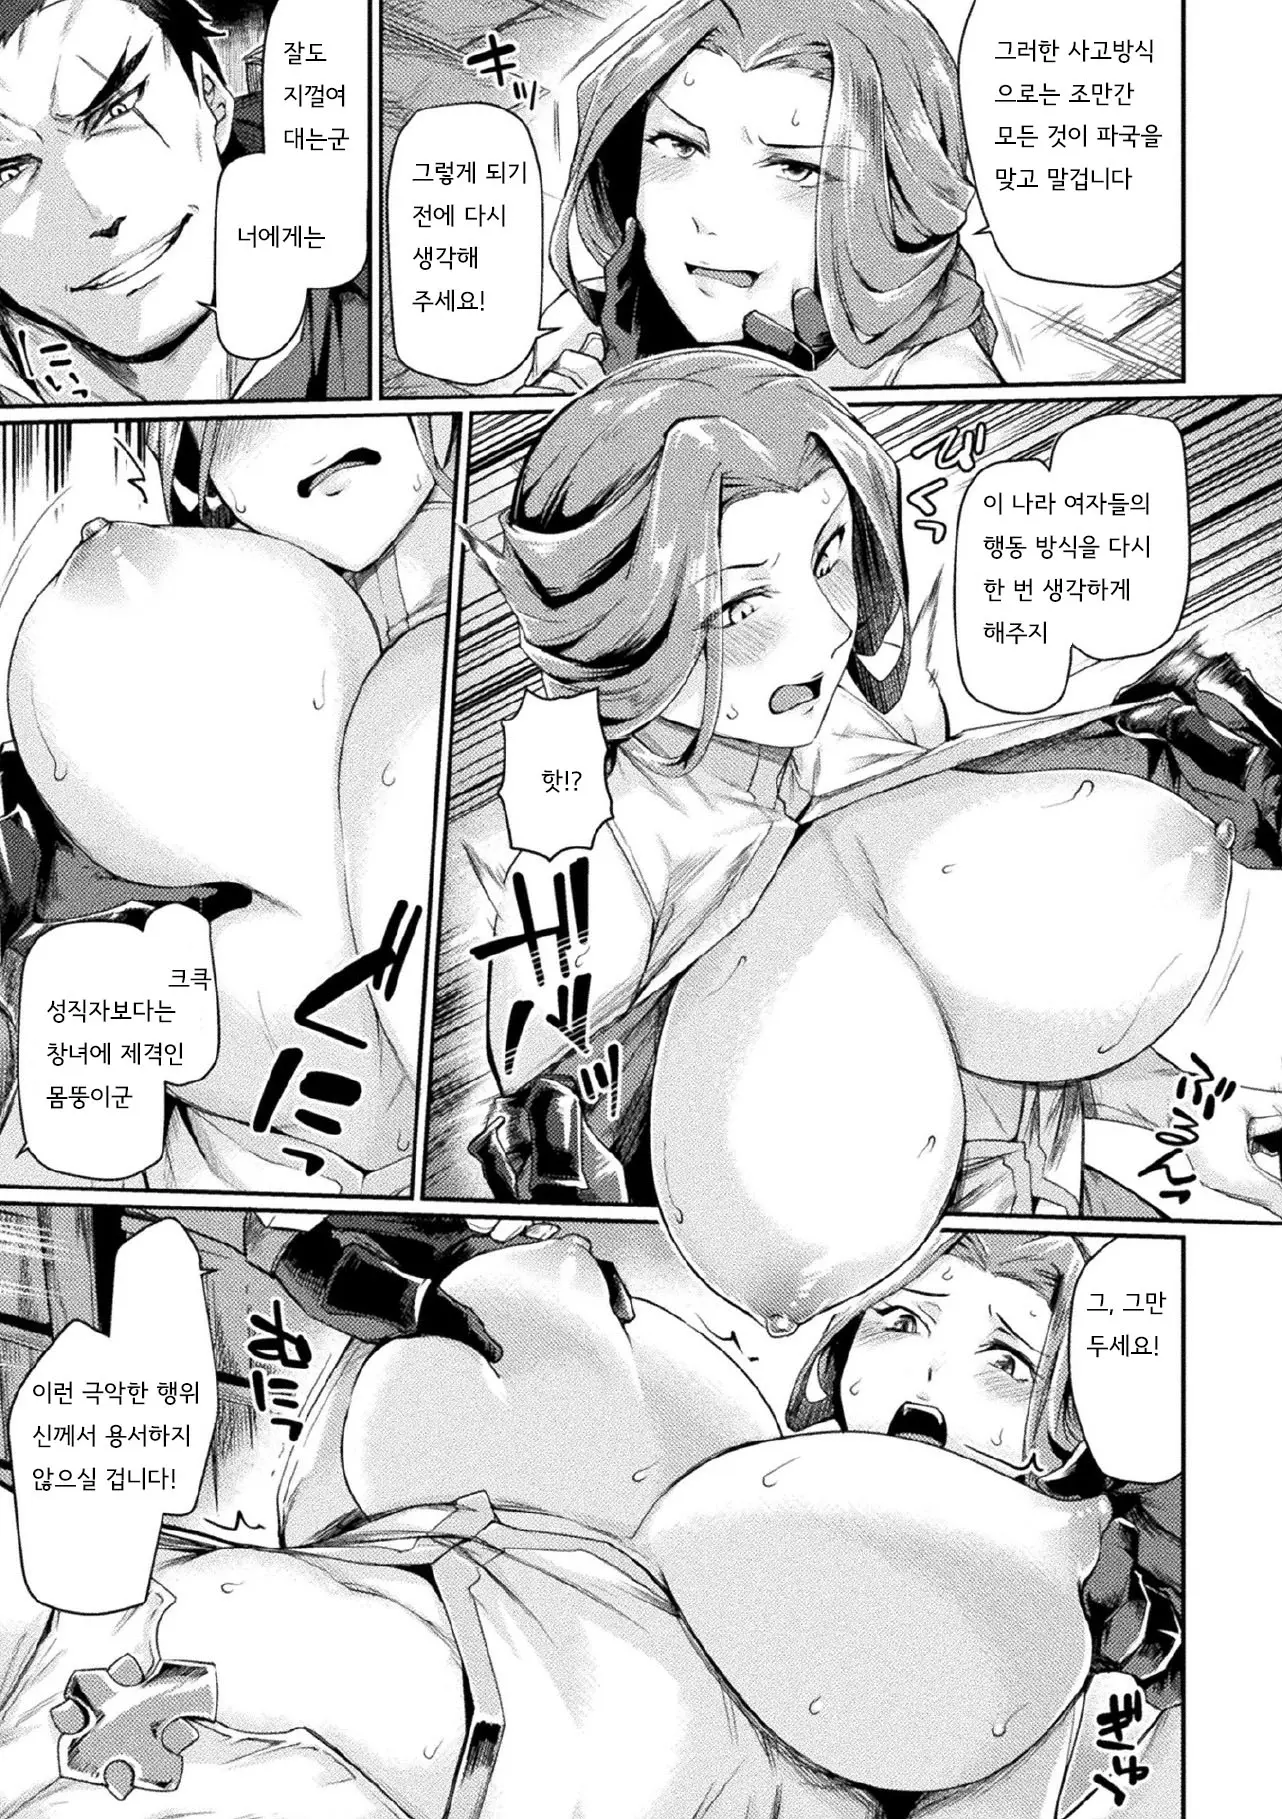 그러한 사고방식
으로는 조만간
모든 것이 파국을
맞고 말겁니다
그렇게 되기
전에 다시
생각해
주세요!
잘도
지껄여
대는군
너에게는
이 나라 여자들의
행동 방식을 다시
한 번 생각하게
해주지
핫!?
크큭
성직자보다는
창녀에 제격인
몸뚱이군
그, 그만
두세요!
이런 극악한 행위
신께서 용서하지
않으실 겁니다!